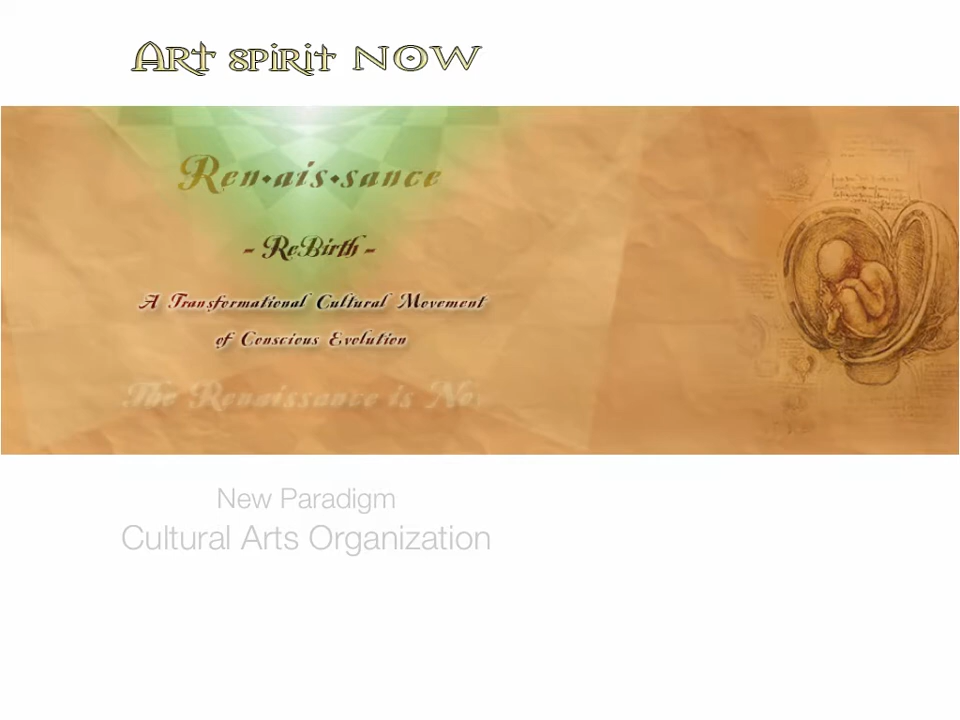 Art spirit NOW
Ren•ais•sance
- ReBirth -
A Transformational Cultural Movement
of Conscious Evolution
The Renaissance is No
New Paradigm
Cultural Arts Organization